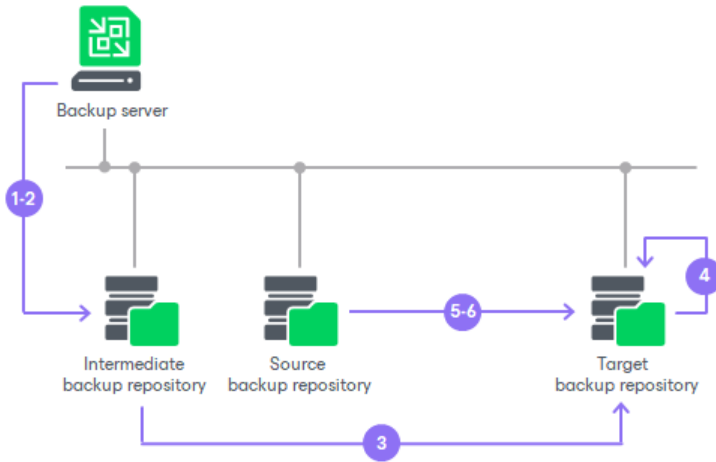 Backup server
1-2
4
5-6
Intermediate
backup repository
Source
backup repository
Target
backup repository
3